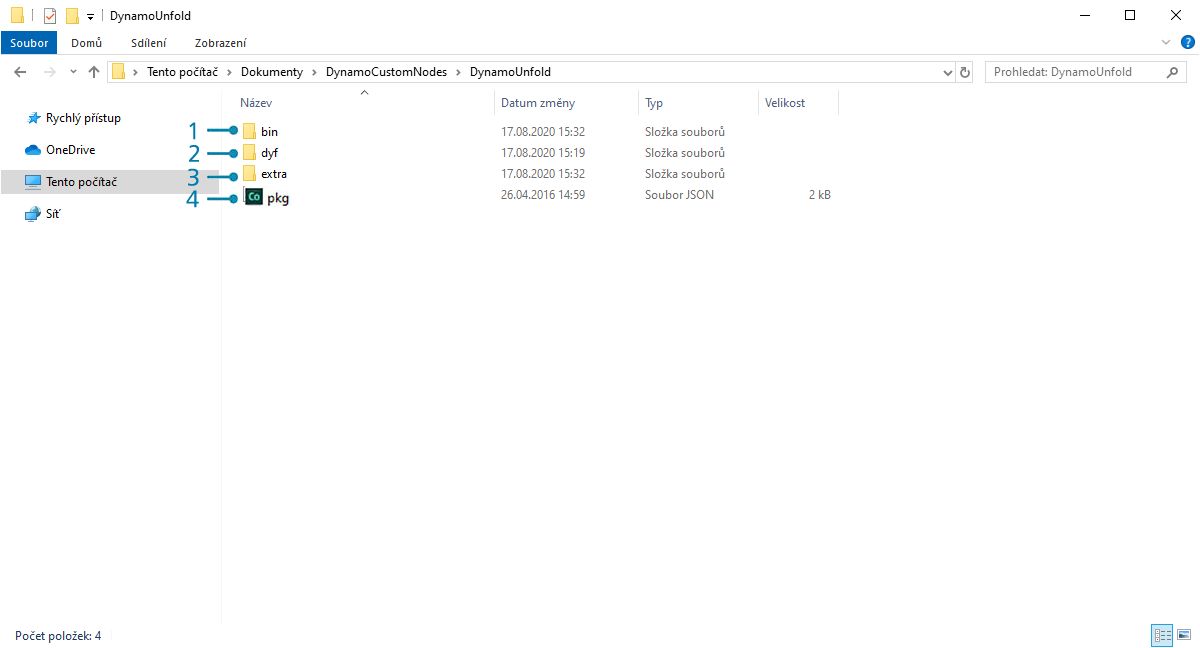 DynamoUnfold
Soubor Domů Sdílení Zobrazení
?
Tento počítač > Dokumenty > DynamoCustomNodes > DynamoUnfold
Prohledat: DynamoUnfold
Název Datum změny Typ Velikost
Rychlý přístup
OneDrive
Tento počítač
Síť
1 bin 17.08.2020 15:32 Složka souborů
2 dyf 17.08.2020 15:19 Složka souborů
3 extra 17.08.2020 15:32 Složka souborů
4 Co pkg 26.04.2016 14:59 Soubor JSON 2 kB
Počet položek: 4